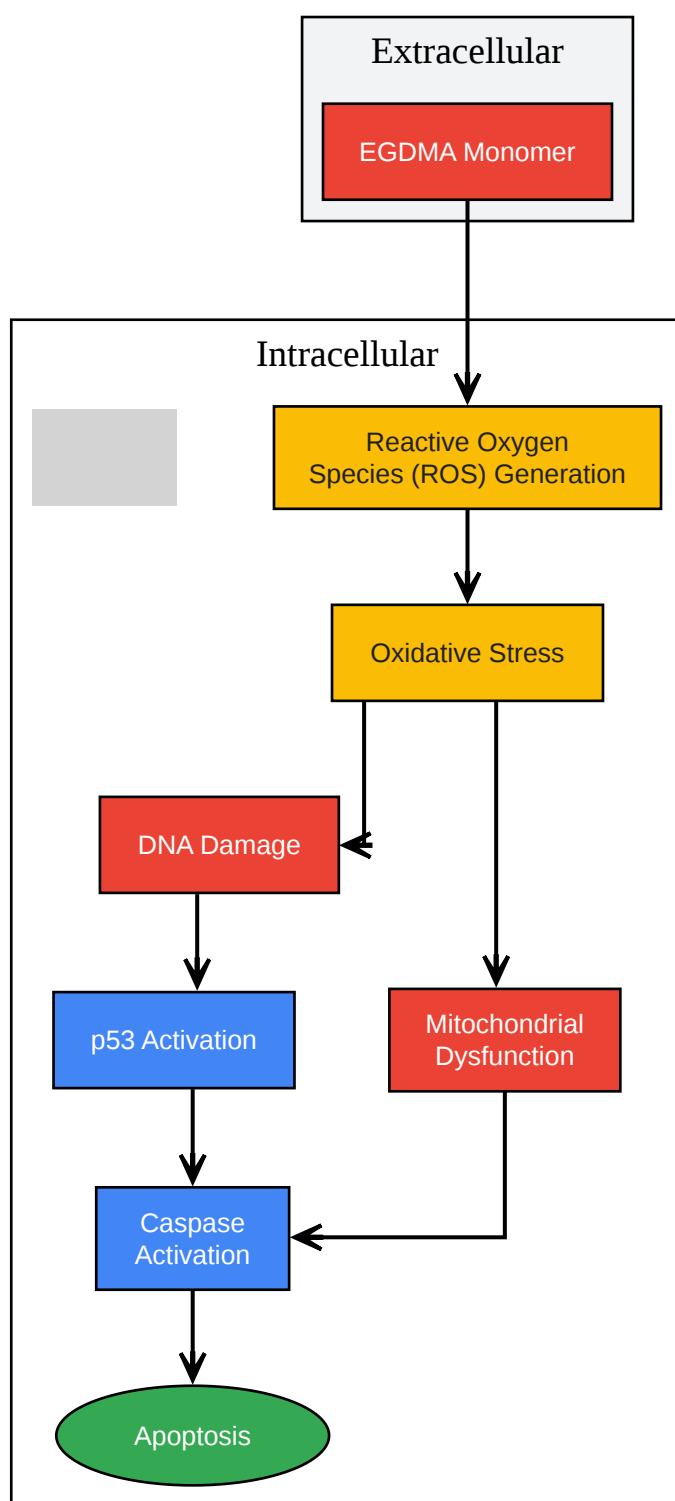 Extracellular
EGDMA Monomer
Intracellular
Reactive Oxygen
Species (ROS) Generation
Oxidative Stress
DNA Damage
p53 Activation
Mitochondrial
Dysfunction
Caspase
Activation
Apoptosis